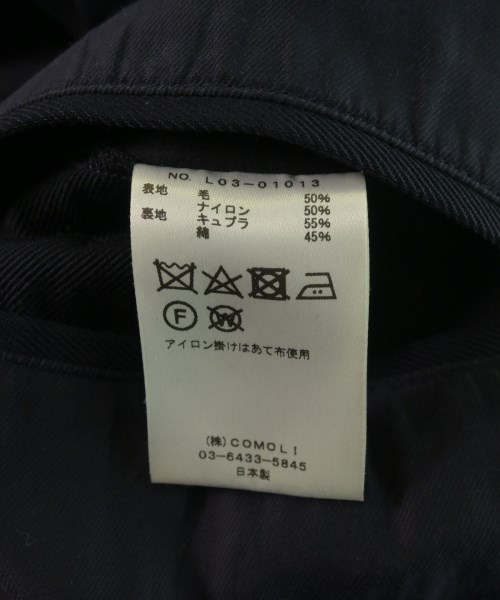 NO. L03-01013
表地 毛 50%
ナイロン 50%
裏地 キュプラ 55%
綿 45%
F W
アイロン掛けはあて布使用
(株)COMOLI
03-6433-5845
日本製